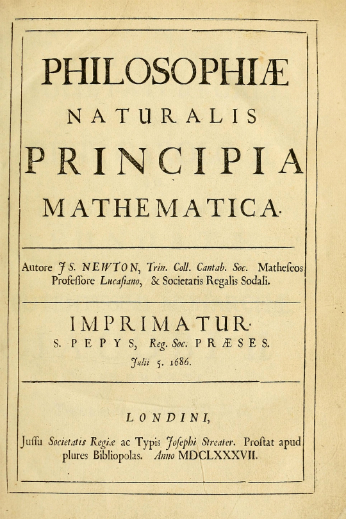 PHILOSOPHIÆ
NATURALIS
PRINCIPIA
MATHEMATICA.
Autore JS. NEWTON, Trin. Coll. Cantab. Soc. Matheseos
Professore Lucasiano, & Societatis Regalis Sodali.
IMPRIMATUR.
S. PEPYS, Reg. Soc. PRÆSES.
Julii 5. 1686.
LONDINI,
Jussu Societatis Regiæ ac Typis Josephi Streater. Prostat apud
plures Bibliopolas. Anno MDCLXXXVII.